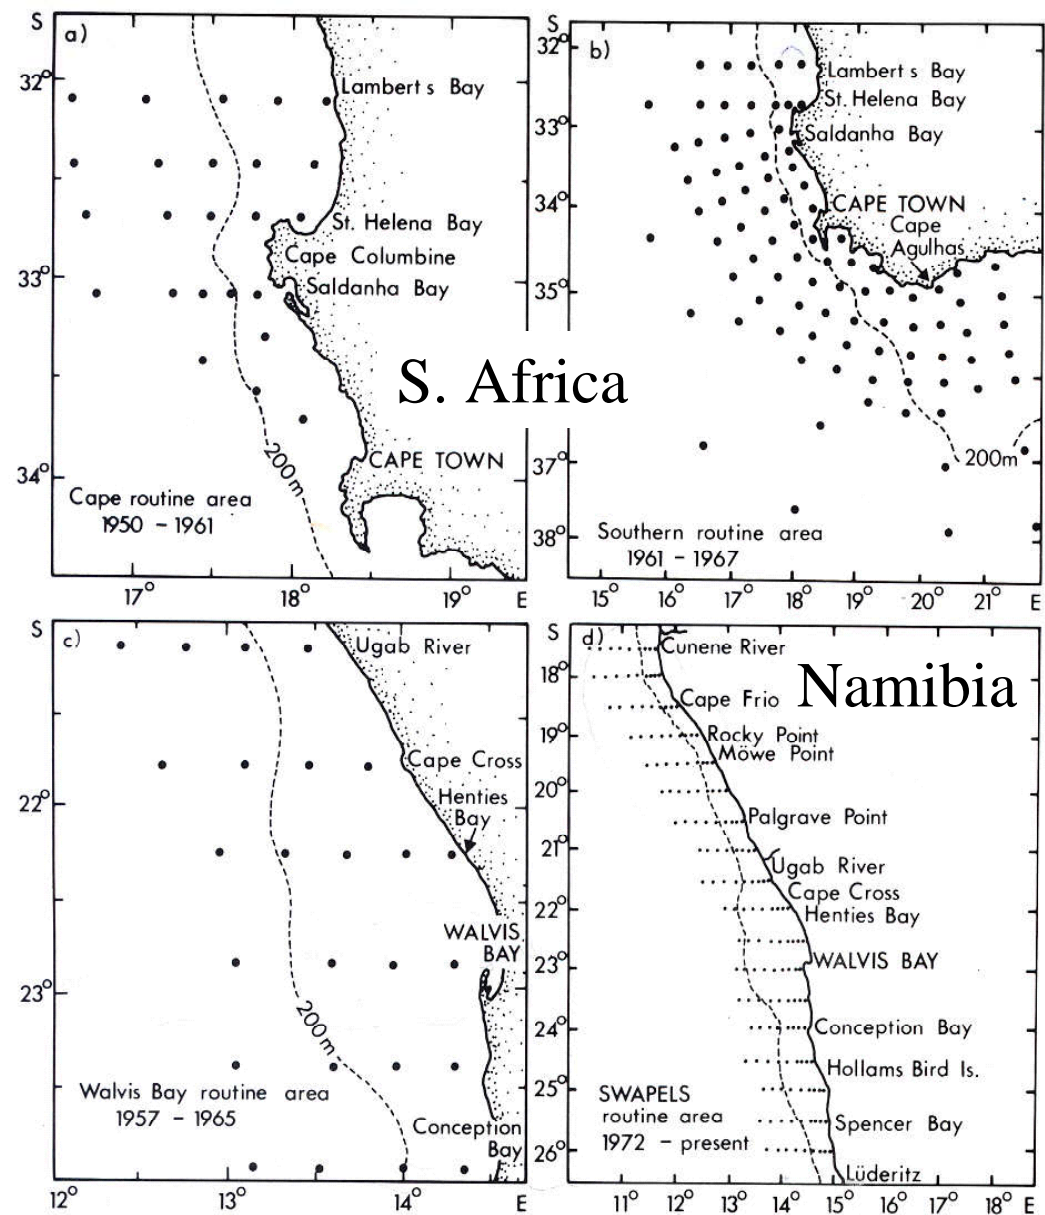 S
a)
32°
Lambert s Bay
St. Helena Bay
Cape Columbine
33°
Saldanha Bay
CAPE TOWN
200m
34°
Cape routine area
1950 - 1961
17° 18° 19° E
S
b)
32°
Lambert s Bay
St. Helena Bay
33°
Saldanha Bay
34°
CAPE TOWN
Cape
Agulhas
35°
37°
200m
38°
Southern routine area
1961 - 1967
15° 16° 17° 18° 19° 20° 21° E
S. Africa
S
c)
Ugab River
Cape Cross
22°
Henties
Bay
WALVIS
BAY
23°
200m
Walvis Bay routine area
1957 - 1965
Conception
Bay
12° 13° 14° E
S
d)
Cunene River
Namibia
18°
Cape Frio
19°
Rocky Point
Möwe Point
20°
Palgrave Point
21°
Ugab River
Cape Cross
22°
Henties Bay
23°
WALVIS BAY
24°
Conception Bay
Hollams Bird Is.
25°
SWAPELS
routine area
1972 - present
Spencer Bay
26°
Lüderitz
11° 12° 13° 14° 15° 16° 17° 18° E